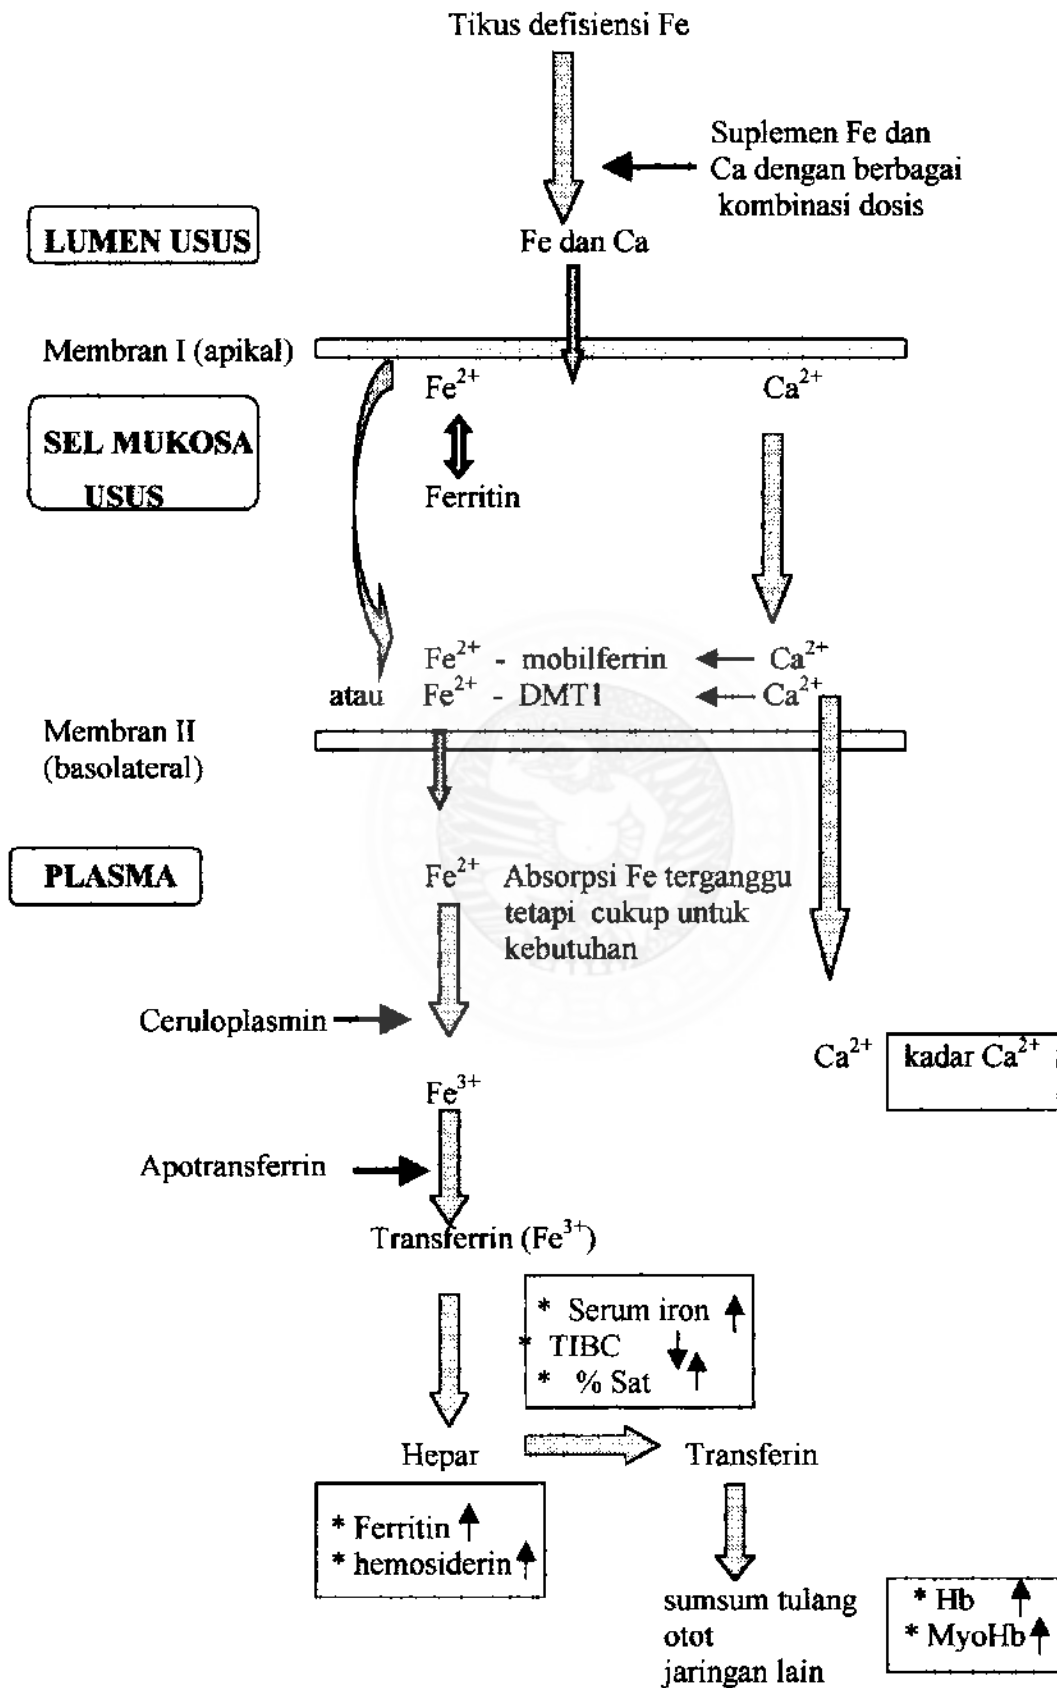 Tikus defisiensi Fe
Suplemen Fe dan
Ca dengan berbagai
kombinasi dosis
LUMEN USUS
Fe dan Ca
Membran I (apikal)
Fe²⁺
Ca²⁺
SEL MUKOSA
USUS
Ferritin
Fe²⁺ - mobilferrin
Ca²⁺
atau
Fe²⁺ - DMT1
Ca²⁺
Membran II
(basolateral)
PLASMA
Fe²⁺
Absorpsi Fe terganggu
tetapi cukup untuk
kebutuhan
Ceruloplasmin
Ca²⁺
kadar Ca²⁺
Fe³⁺
Apotransferrin
Transferrin (Fe³⁺)
* Serum iron ↑
* TIBC ↓
* % Sat ↑
Hepar
Transferin
* Ferritin ↑
* hemosiderin ↑
sumsum tulang
otot
jaringan lain
* Hb ↑
* MyoHb ↑